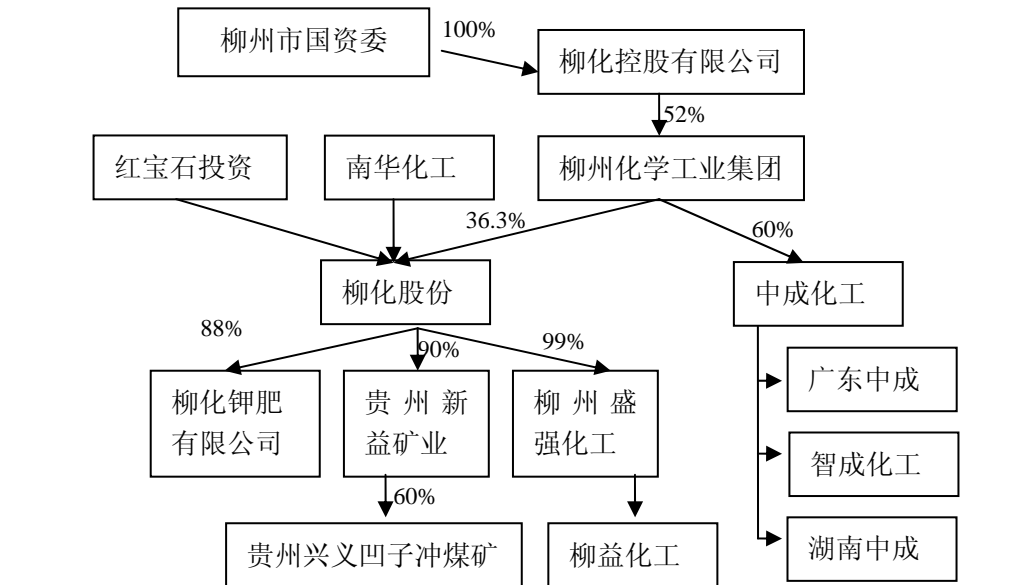 柳州市国资委
100%
柳化控股有限公司
52%
红宝石投资
南华化工
柳州化学工业集团
36.3%
60%
柳化股份
中成化工
88%
90%
99%
柳化钾肥
有限公司
贵州新
益矿业
柳州盛
强化工
广东中成
智成化工
60%
贵州兴义凹子冲煤矿
柳益化工
湖南中成